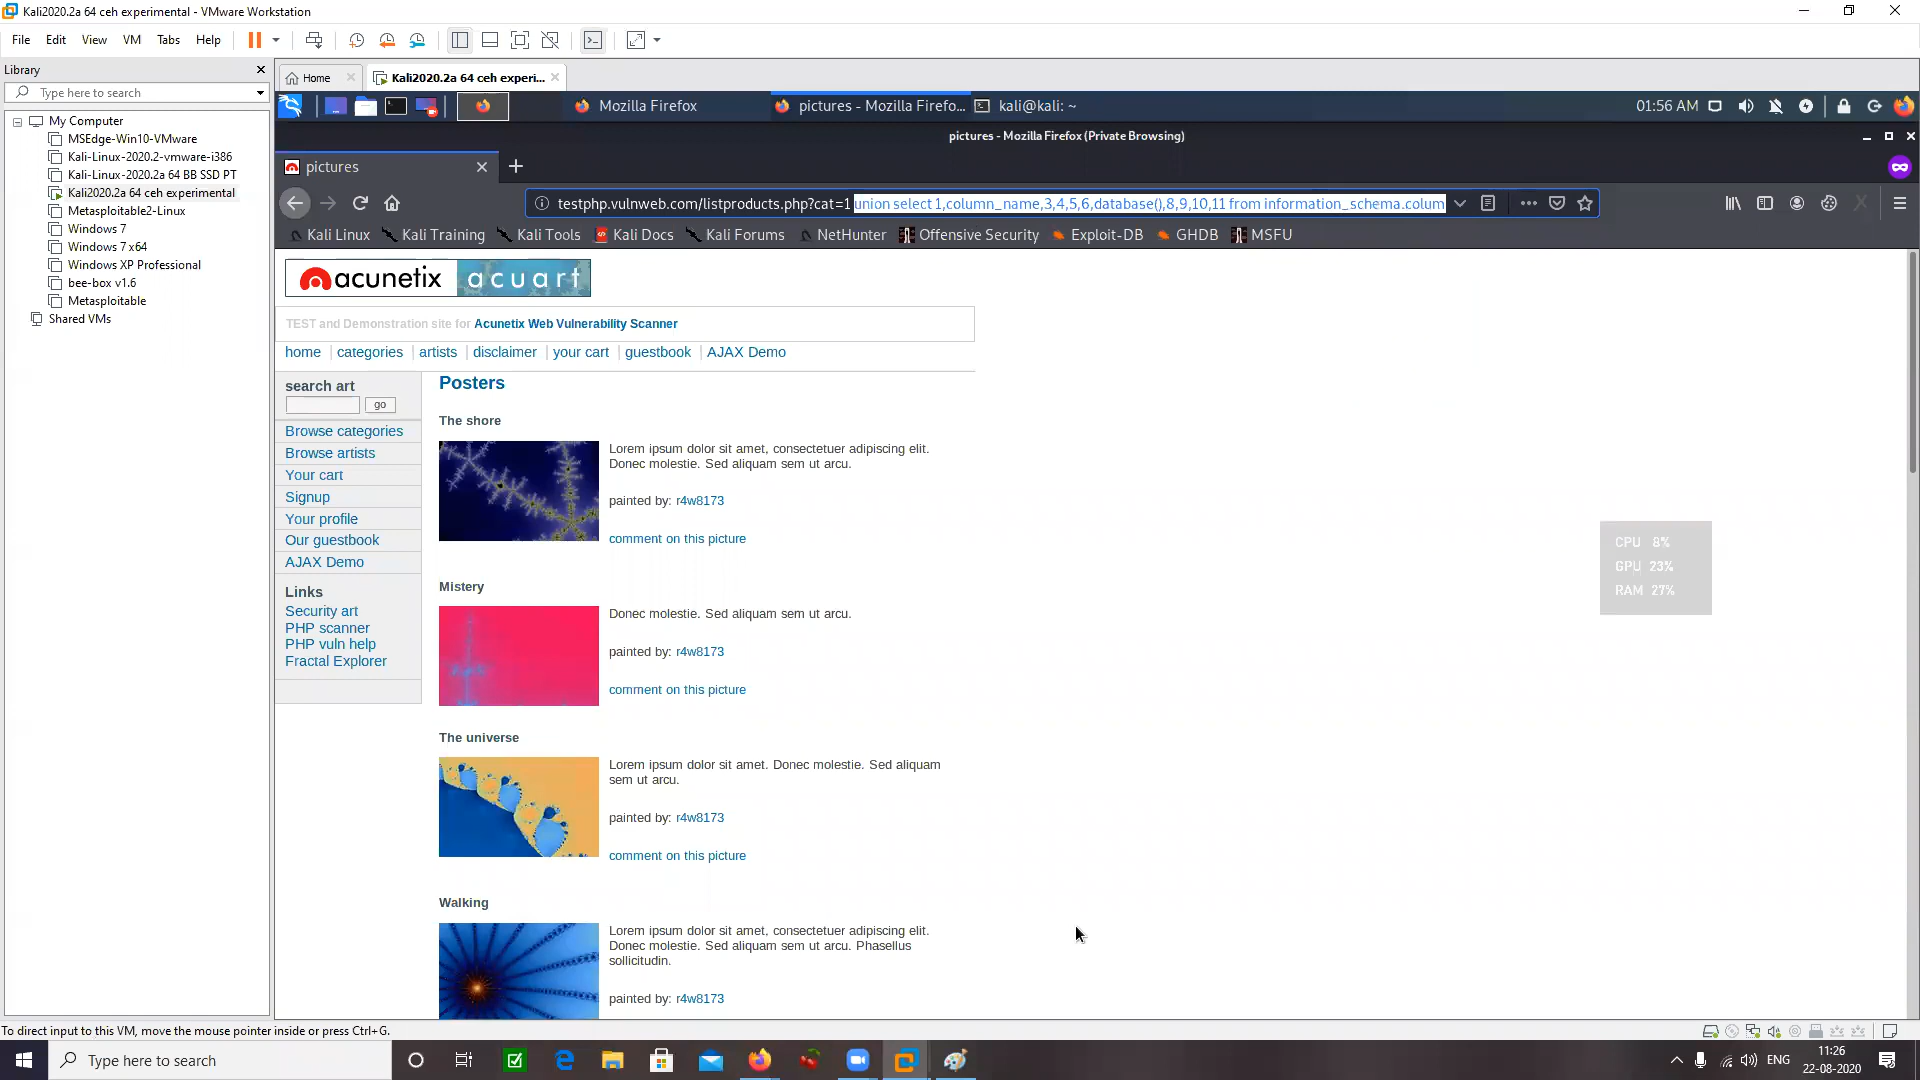 Kali2020.2a 64 ceh experimental - VMware Workstation
File Edit View VM Tabs Help
Library
Type here to search
My Computer
MSEdge-Win10-VMware
Kali-Linux-2020.2-vmware-i386
Kali-Linux-2020.2a 64 BB SSD PT
Kali2020.2a 64 ceh experimental
Metasploitable2-Linux
Windows 7
Windows 7 x64
Windows XP Professional
bee-box v1.6
Metasploitable
Shared VMs
Home
Kali2020.2a 64 ceh experi...
Mozilla Firefox
pictures - Mozilla Firefo...
kali@kali: ~
01:56 AM
pictures - Mozilla Firefox (Private Browsing)
pictures
testphp.vulnweb.com/listproducts.php?cat=1 union select 1,column_name,3,4,5,6,database(),8,9,10,11 from information_schema.colum
Kali Linux Kali Training Kali Tools Kali Docs Kali Forums NetHunter Offensive Security Exploit-DB GHDB MSFU
acunetix acuart
TEST and Demonstration site for Acunetix Web Vulnerability Scanner
home | categories | artists | disclaimer | your cart | guestbook | AJAX Demo
search art
go
Browse categories
Browse artists
Your cart
Signup
Your profile
Our guestbook
AJAX Demo
Links
Security art
PHP scanner
PHP vuln help
Fractal Explorer
Posters
The shore
Lorem ipsum dolor sit amet, consectetuer adipiscing elit.
Donec molestie. Sed aliquam sem ut arcu.
painted by: r4w8173
comment on this picture
Mistery
Donec molestie. Sed aliquam sem ut arcu.
painted by: r4w8173
comment on this picture
The universe
Lorem ipsum dolor sit amet. Donec molestie. Sed aliquam
sem ut arcu.
painted by: r4w8173
comment on this picture
Walking
Lorem ipsum dolor sit amet, consectetuer adipiscing elit.
Donec molestie. Sed aliquam sem ut arcu. Phasellus
sollicitudin.
painted by: r4w8173
CPU 8%
GPU 23%
RAM 27%
To direct input to this VM, move the mouse pointer inside or press Ctrl+G.
Type here to search
ENG
11:26
22-08-2020